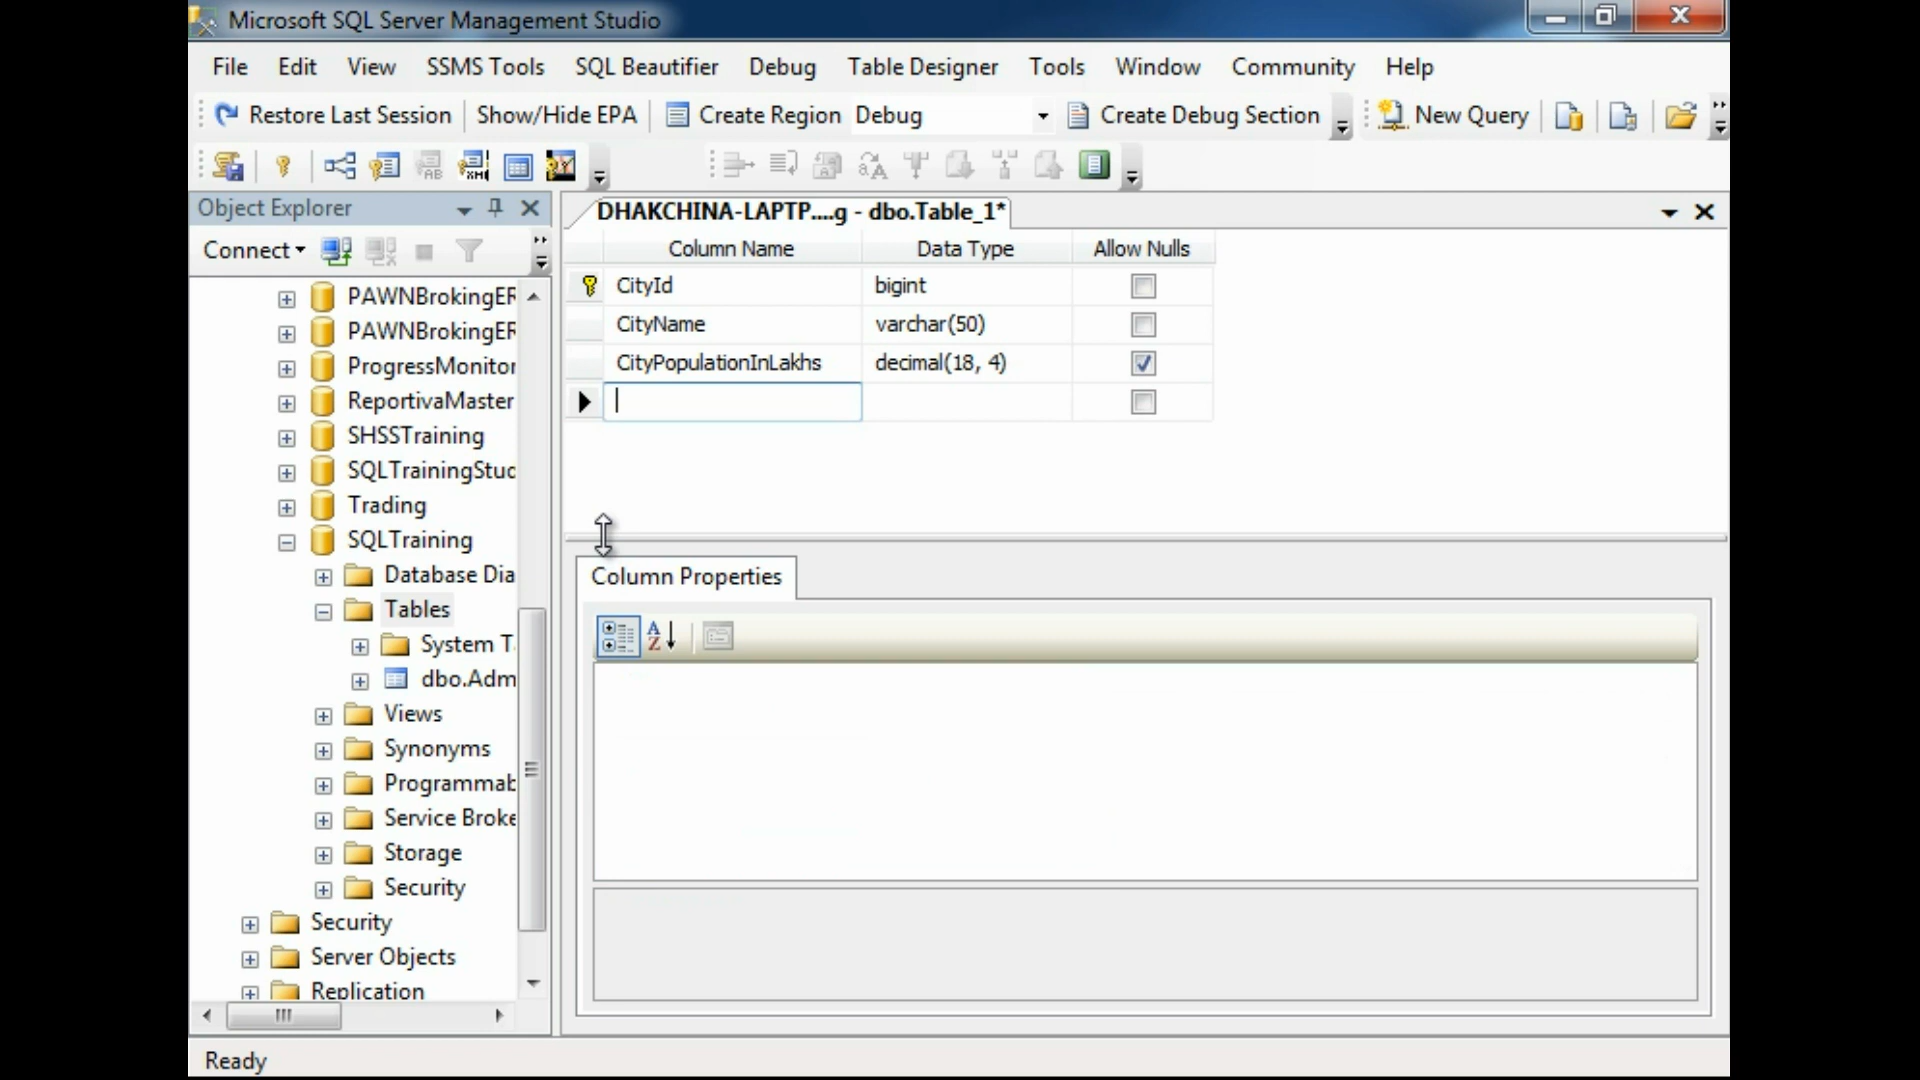 Microsoft SQL Server Management Studio
File Edit View SSMS Tools SQL Beautifier Debug Table Designer Tools Window Community Help
Restore Last Session Show/Hide EPA Create Region Debug Create Debug Section New Query
Object Explorer
Connect
PAWNBrokingER
PAWNBrokingER
ProgressMonitor
ReportivaMaster
SHSSTraining
SQLTrainingStud
Trading
SQLTraining
Database Dia
Tables
System T
dbo.Adm
Views
Synonyms
Programmab
Service Broke
Storage
Security
Security
Server Objects
Replication
DHAKCHINA-LAPTP....g - dbo.Table_1*
Column Name Data Type Allow Nulls
CityId bigint
CityName varchar(50)
CityPopulationInLakhs decimal(18, 4)
Column Properties
Ready